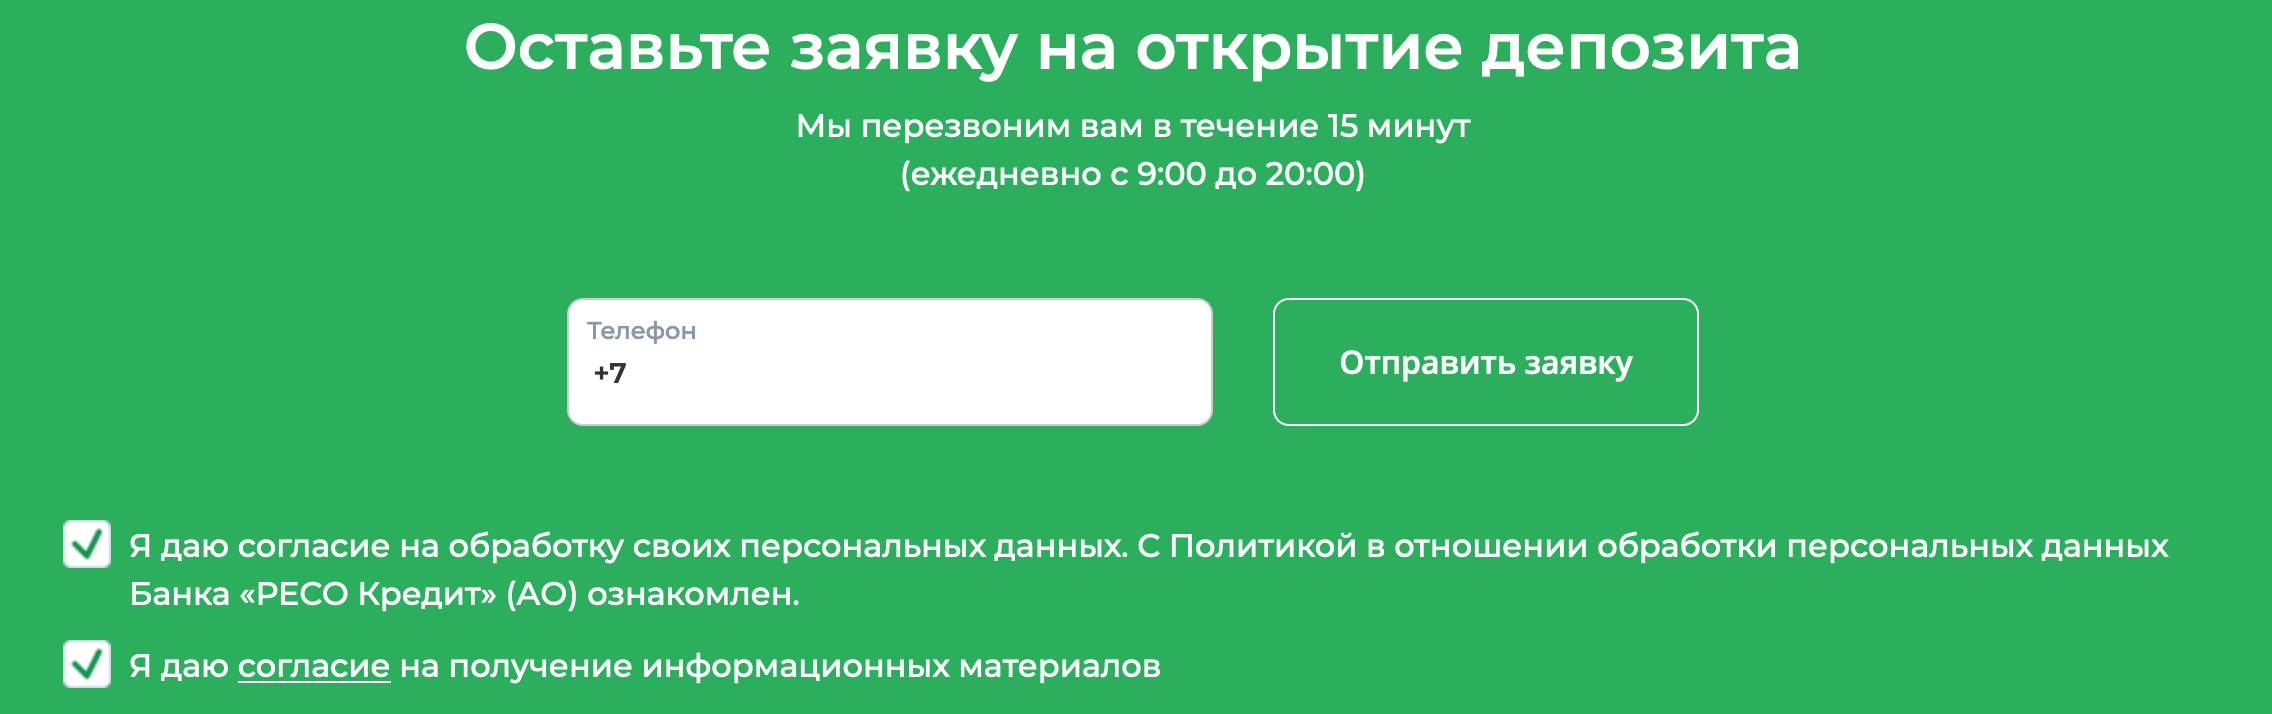 Оставьте заявку на открытие депозита
Мы перезвоним вам в течение 15 минут
(ежедневно с 9:00 до 20:00)
Телефон
+7
Отправить заявку
Я даю согласие на обработку своих персональных данных. С Политикой в отношении обработки персональных данных
Банка «РЕСО Кредит» (АО) ознакомлен.
Я даю согласие на получение информационных материалов